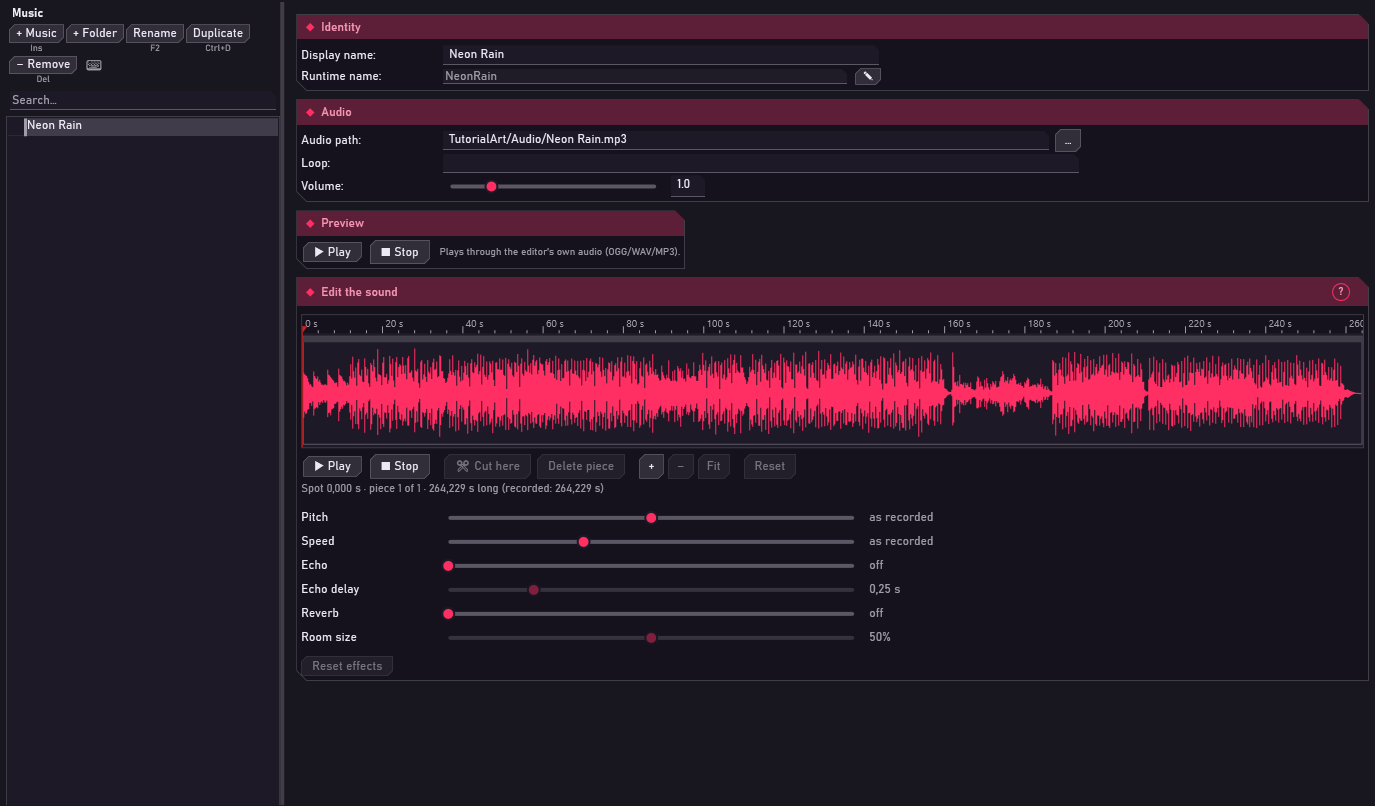 Music
+ Music + Folder Rename Duplicate
Ins F2 Ctrl+D
− Remove
Del
Search...
Neon Rain
Identity
Display name: Neon Rain
Runtime name: NeonRain
Audio
Audio path: TutorialArt/Audio/Neon Rain.mp3 ...
Loop:
Volume: 1.0
Preview
Play Stop Plays through the editor's own audio (OGG/WAV/MP3).
Edit the sound ?
0 s 20 s 40 s 60 s 80 s 100 s 120 s 140 s 160 s 180 s 200 s 220 s 240 s 260
Play Stop Cut here Delete piece + − Fit Reset
Spot 0,000 s · piece 1 of 1 · 264,229 s long (recorded: 264,229 s)
Pitch as recorded
Speed as recorded
Echo off
Echo delay 0,25 s
Reverb off
Room size 50%
Reset effects